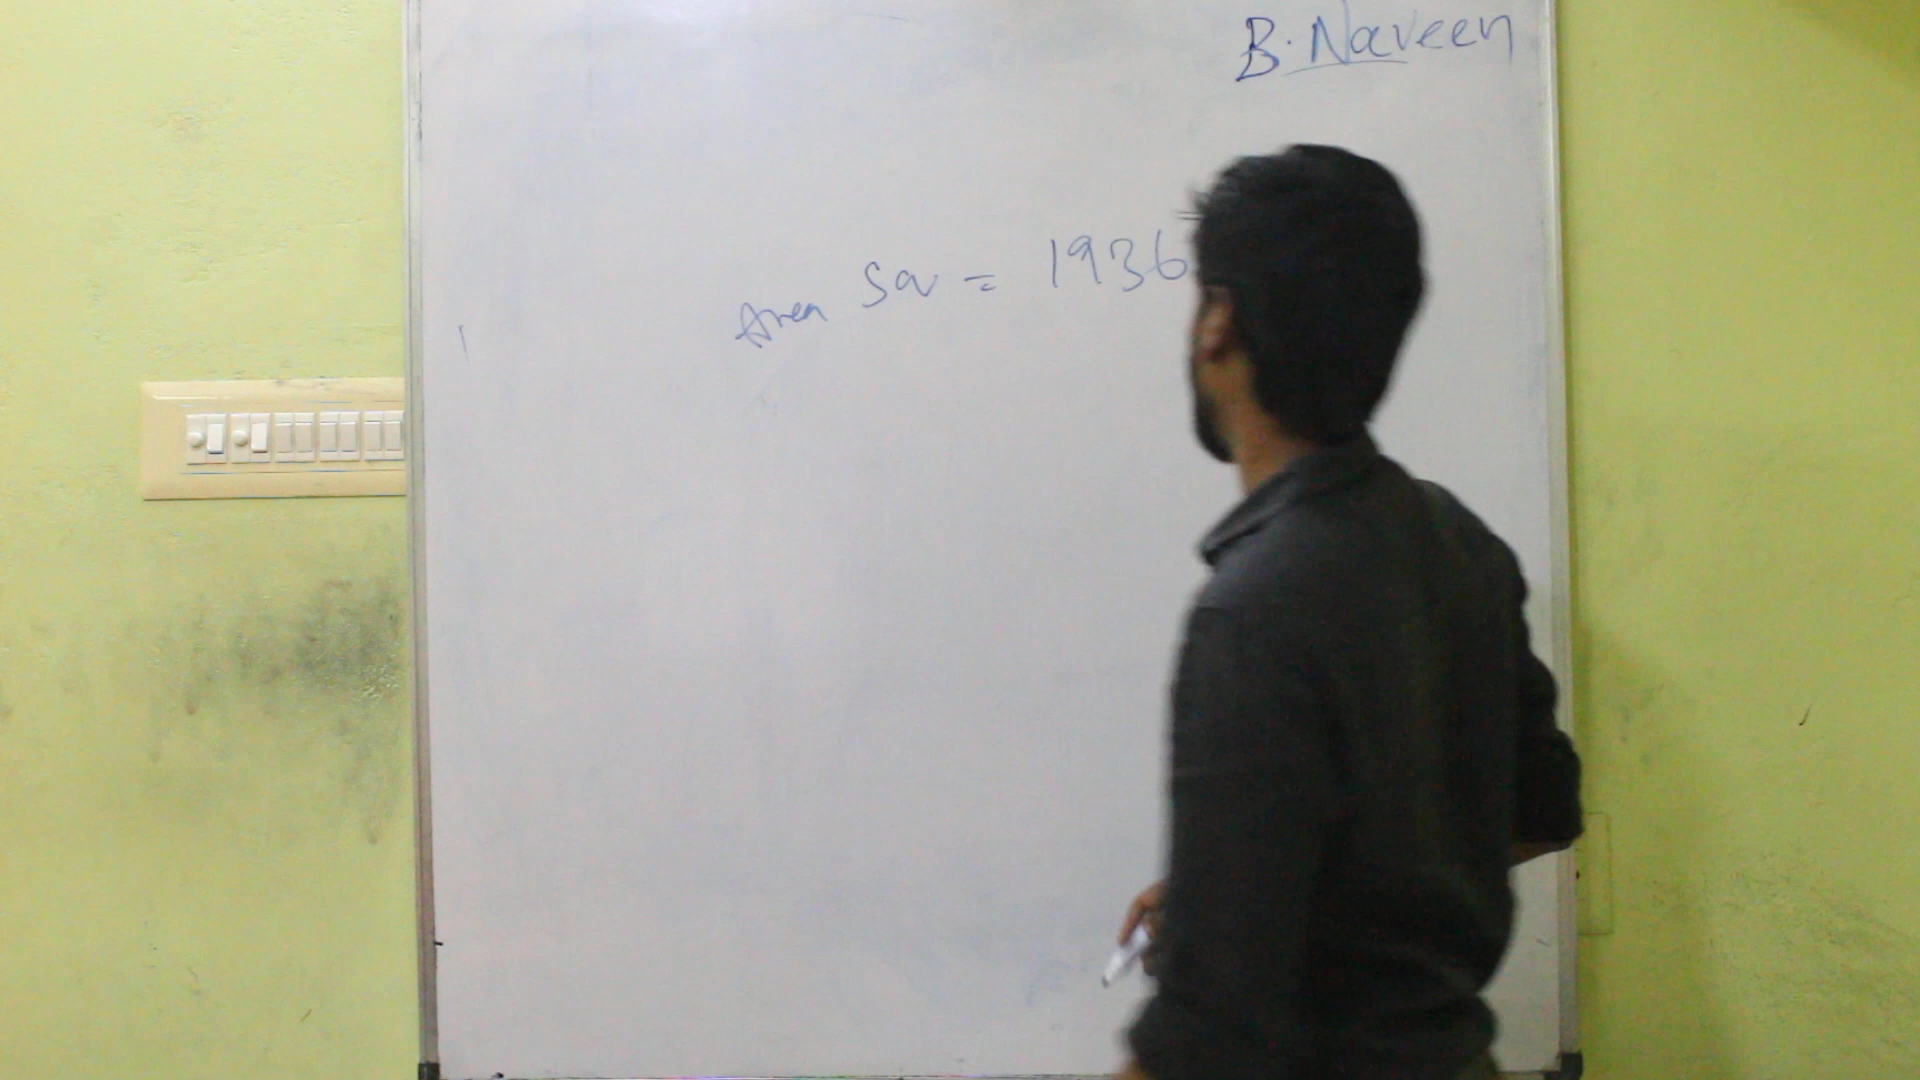 B. Naveen
Area Sq = 1936